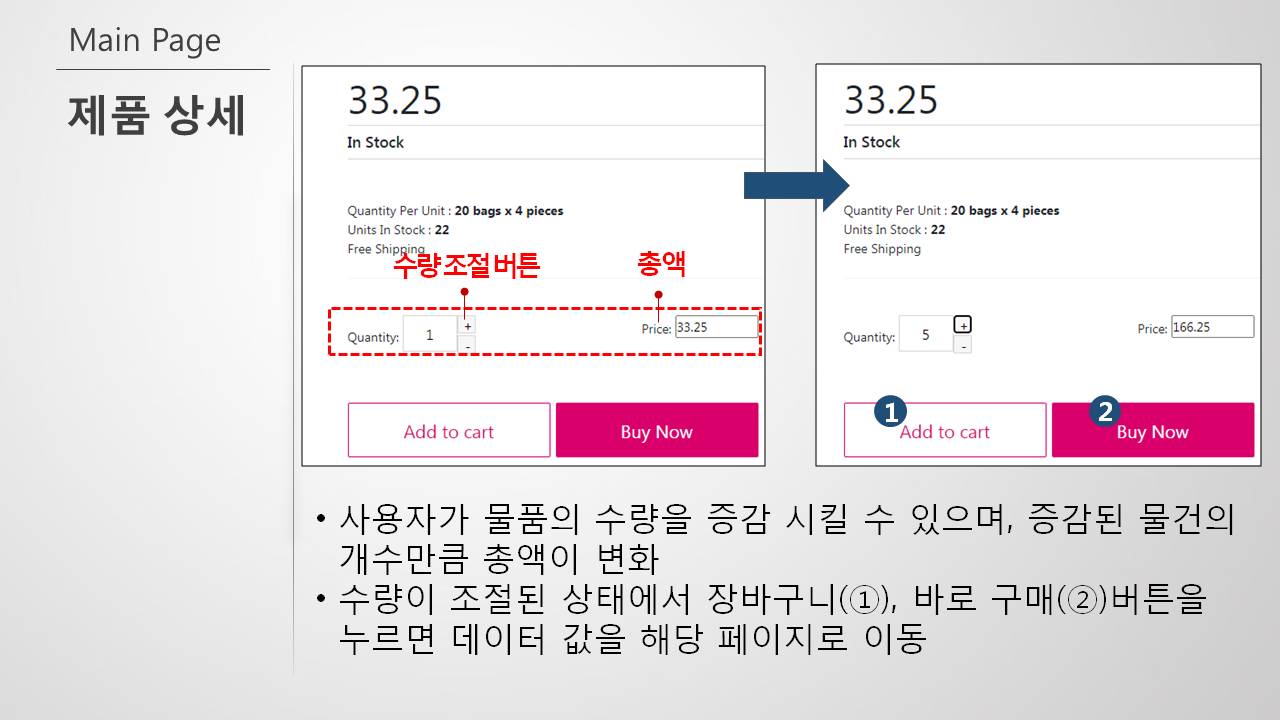 Main Page
제품 상세
33.25
In Stock
Quantity Per Unit : 20 bags x 4 pieces
Units In Stock : 22
Free Shipping
수량 조절 버튼
총액
Quantity: 1 + -
Price: 33.25
Add to cart
Buy Now
33.25
In Stock
Quantity Per Unit : 20 bags x 4 pieces
Units In Stock : 22
Free Shipping
Quantity: 5 + -
Price: 166.25
1
Add to cart
2
Buy Now
• 사용자가 물품의 수량을 증감 시킬 수 있으며, 증감된 물건의
개수만큼 총액이 변화
• 수량이 조절된 상태에서 장바구니(①), 바로 구매(②)버튼을
누르면 데이터 값을 해당 페이지로 이동